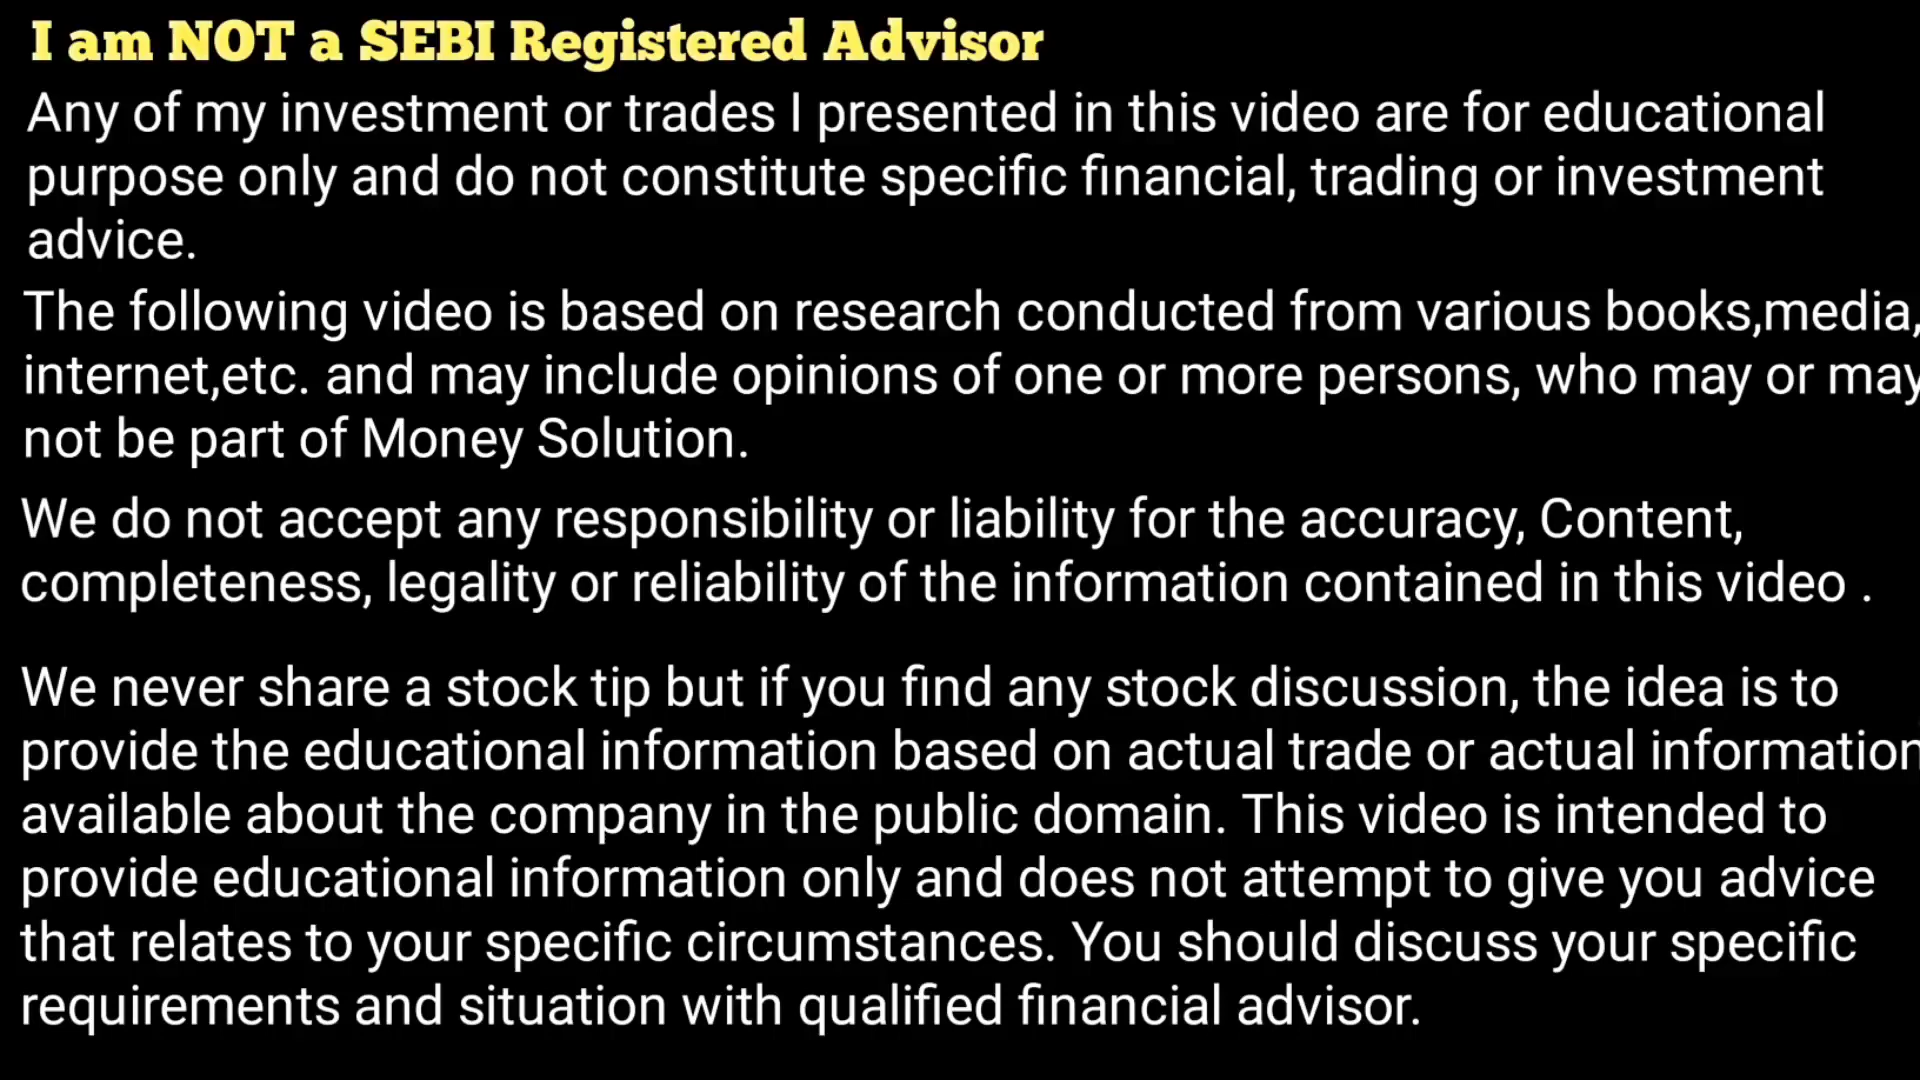 I am NOT a SEBI Registered Advisor
Any of my investment or trades I presented in this video are for educational
purpose only and do not constitute specific financial, trading or investment
advice.
The following video is based on research conducted from various books,media,
internet,etc. and may include opinions of one or more persons, who may or may
not be part of Money Solution.
We do not accept any responsibility or liability for the accuracy, Content,
completeness, legality or reliability of the information contained in this video .
We never share a stock tip but if you find any stock discussion, the idea is to
provide the educational information based on actual trade or actual information
available about the company in the public domain. This video is intended to
provide educational information only and does not attempt to give you advice
that relates to your specific circumstances. You should discuss your specific
requirements and situation with qualified financial advisor.